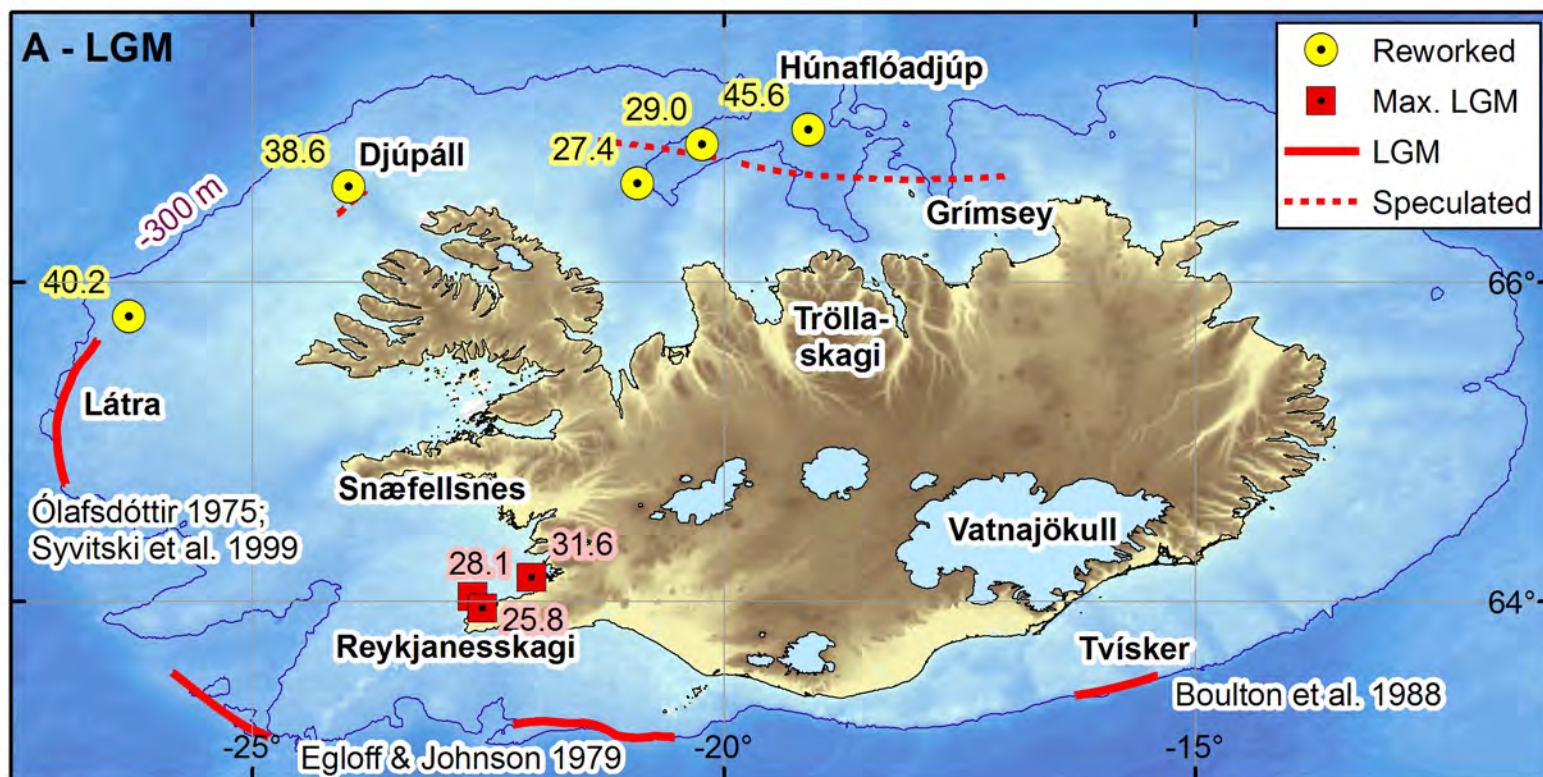 A - LGM
Húnaflóadjúp
Reworked
Max. LGM
LGM
Speculated
45.6
29.0
27.4
38.6
Djúpáll
-300 m
Grímsey
40.2
66°
Trölla-
skagi
Látra
Snæfellsnes
Ólafsdóttir 1975;
Syvitski et al. 1999
Vatnajökull
31.6
28.1
25.8
64°
Reykjanesskagi
Tvísker
Boulton et al. 1988
-25°
-20°
-15°
Egloff & Johnson 1979